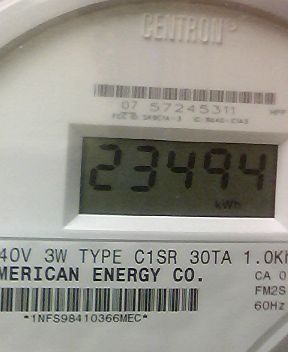 CENTRON®
07 57245311
23494
kWh
40V 3W TYPE C1SR 30TA 1.0Kh
MERICAN ENERGY CO.
CA 0
FM2S
60Hz
*1NFS98410366MEC*